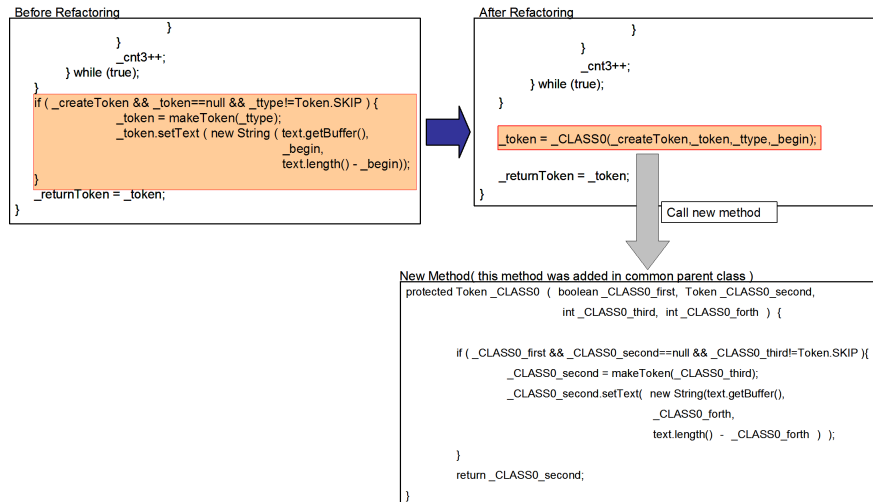 Before Refactoring
}
}
_cnt3++;
} while (true);
}
if ( _createToken && _token==null && _ttype!=Token.SKIP ) {
_token = makeToken(_ttype);
_token.setText ( new String ( text.getBuffer(),
_begin,
text.length() - _begin));
}
_returnToken = _token;
}
After Refactoring
}
}
_cnt3++;
} while (true);
}
_token = _CLASS0(_createToken,_token,_ttype,_begin);
_returnToken = _token;
}
Call new method
New Method( this method was added in common parent class )
protected Token _CLASS0 ( boolean _CLASS0_first, Token _CLASS0_second,
int _CLASS0_third, int _CLASS0_forth ) {
if ( _CLASS0_first && _CLASS0_second==null && _CLASS0_third!=Token.SKIP ){
_CLASS0_second = makeToken(_CLASS0_third);
_CLASS0_second.setText( new String(text.getBuffer(),
_CLASS0_forth,
text.length() - _CLASS0_forth ) );
}
return _CLASS0_second;
}